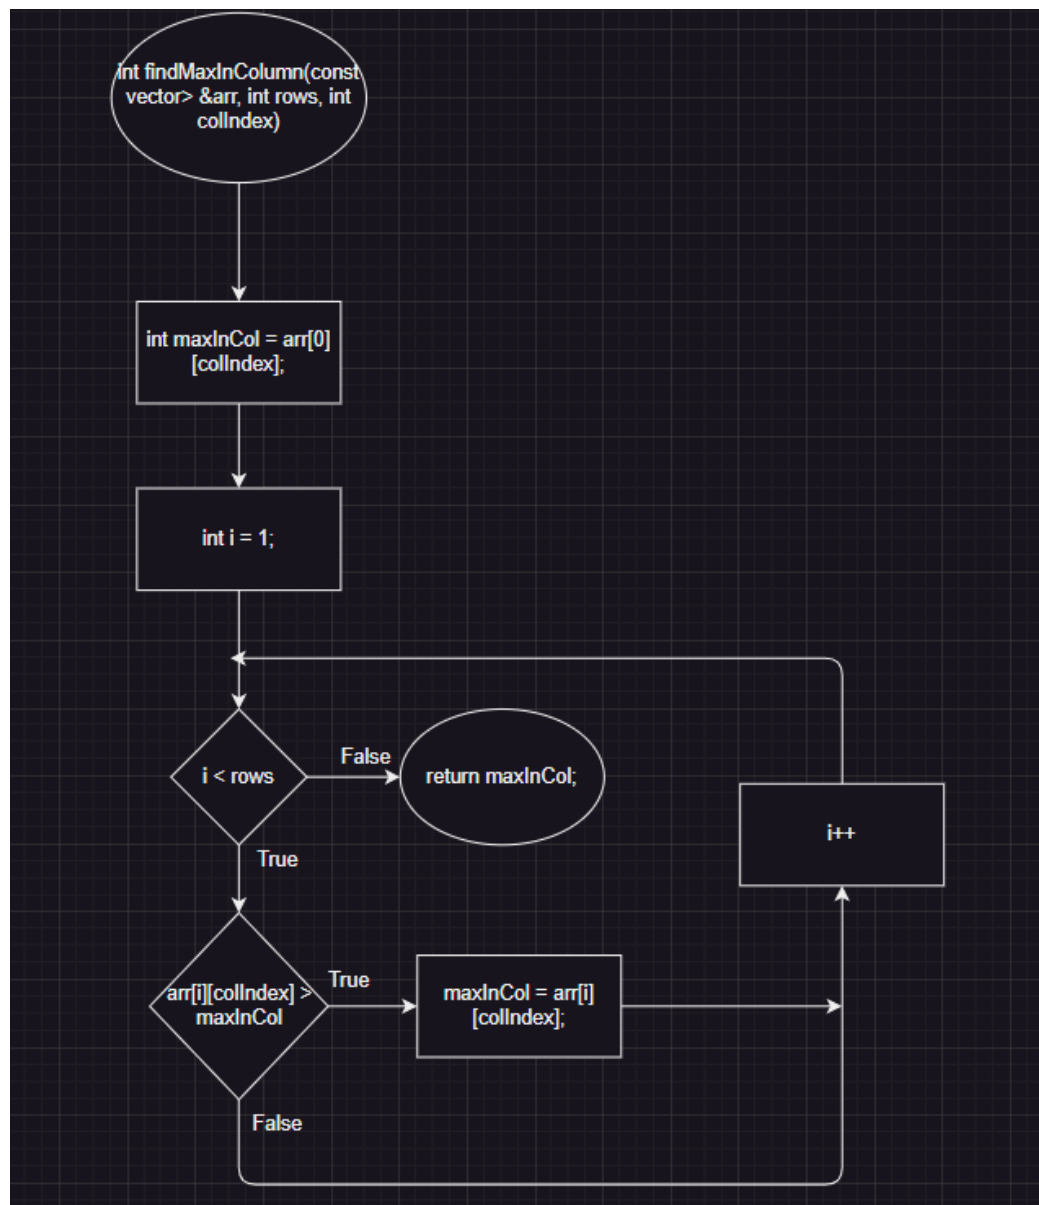 int findMaxInColumn(const
vector> &arr, int rows, int
colIndex)
int maxInCol = arr[0]
[colIndex];
int i = 1;
i < rows
False
return maxInCol;
True
i++
arr[i][colIndex] >
maxInCol
True
maxInCol = arr[i]
[colIndex];
False